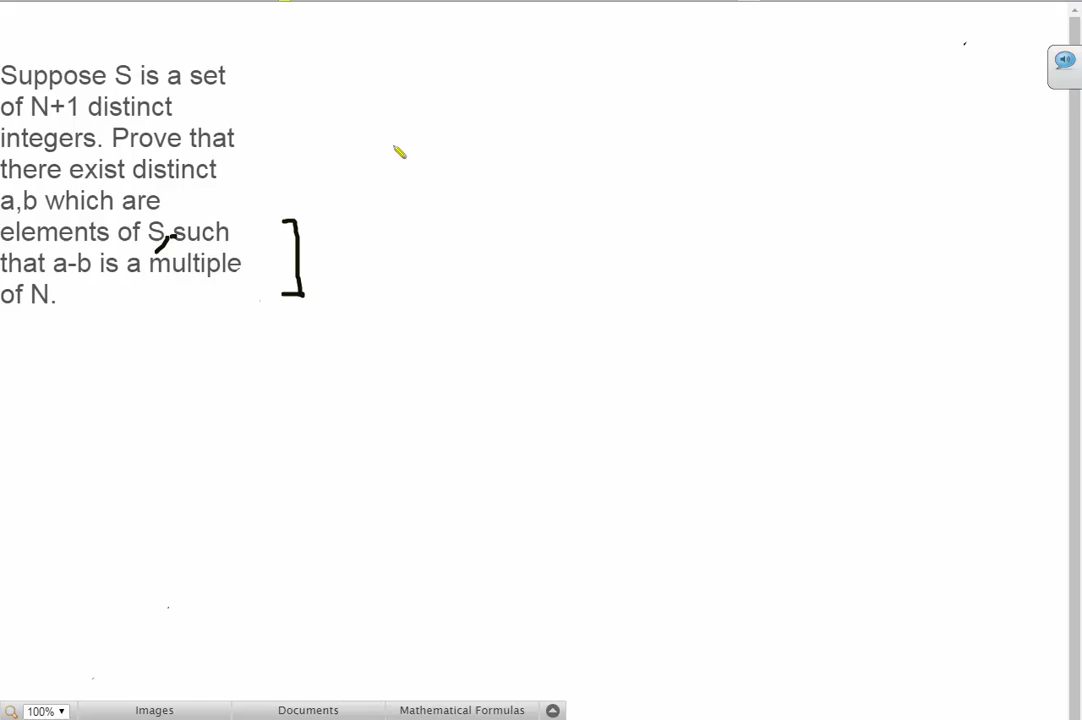 Suppose S is a set
of N+1 distinct
integers. Prove that
there exist distinct
a,b which are
elements of S, such
that a-b is a multiple
of N.
100%
Images
Documents
Mathematical Formulas